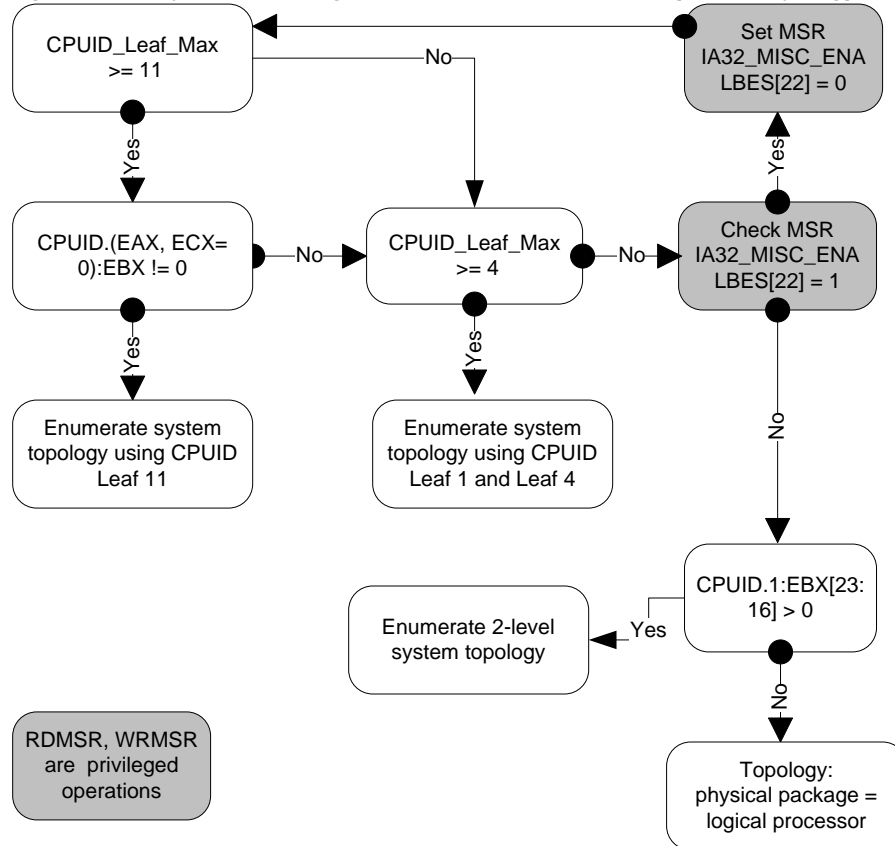 CPUID_Leaf_Max
>= 11
No
Set MSR
IA32_MISC_ENA
LBES[22] = 0
Yes
Yes
CPUID.(EAX, ECX=
0):EBX != 0
No
CPUID_Leaf_Max
>= 4
No
Check MSR
IA32_MISC_ENA
LBES[22] = 1
Yes
Yes
No
Enumerate system
topology using CPUID
Leaf 11
Enumerate system
topology using CPUID
Leaf 1 and Leaf 4
CPUID.1:EBX[23:
16] > 0
Yes
Enumerate 2-level
system topology
No
RDMSR, WRMSR
are privileged
operations
Topology:
physical package =
logical processor